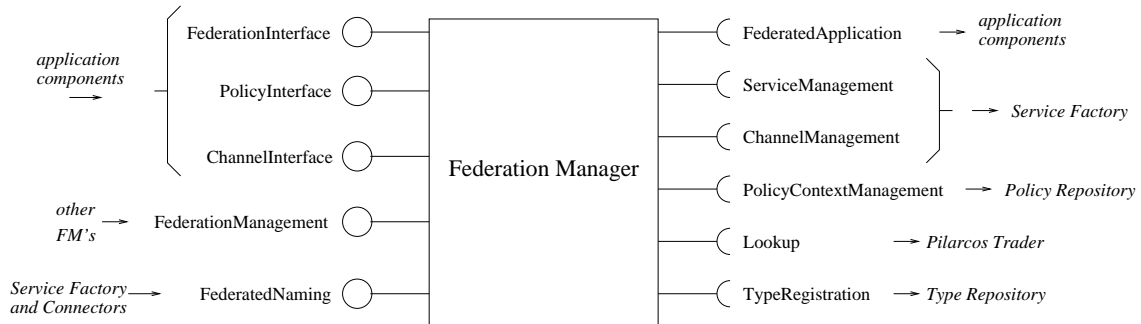 FederationInterface
application
components
PolicyInterface
ChannelInterface
other
FM's
FederationManagement
Service Factory
and Connectors
FederatedNaming
Federation Manager
FederatedApplication
application
components
ServiceManagement
Service Factory
ChannelManagement
PolicyContextManagement
Policy Repository
Lookup
Pilarcos Trader
TypeRegistration
Type Repository